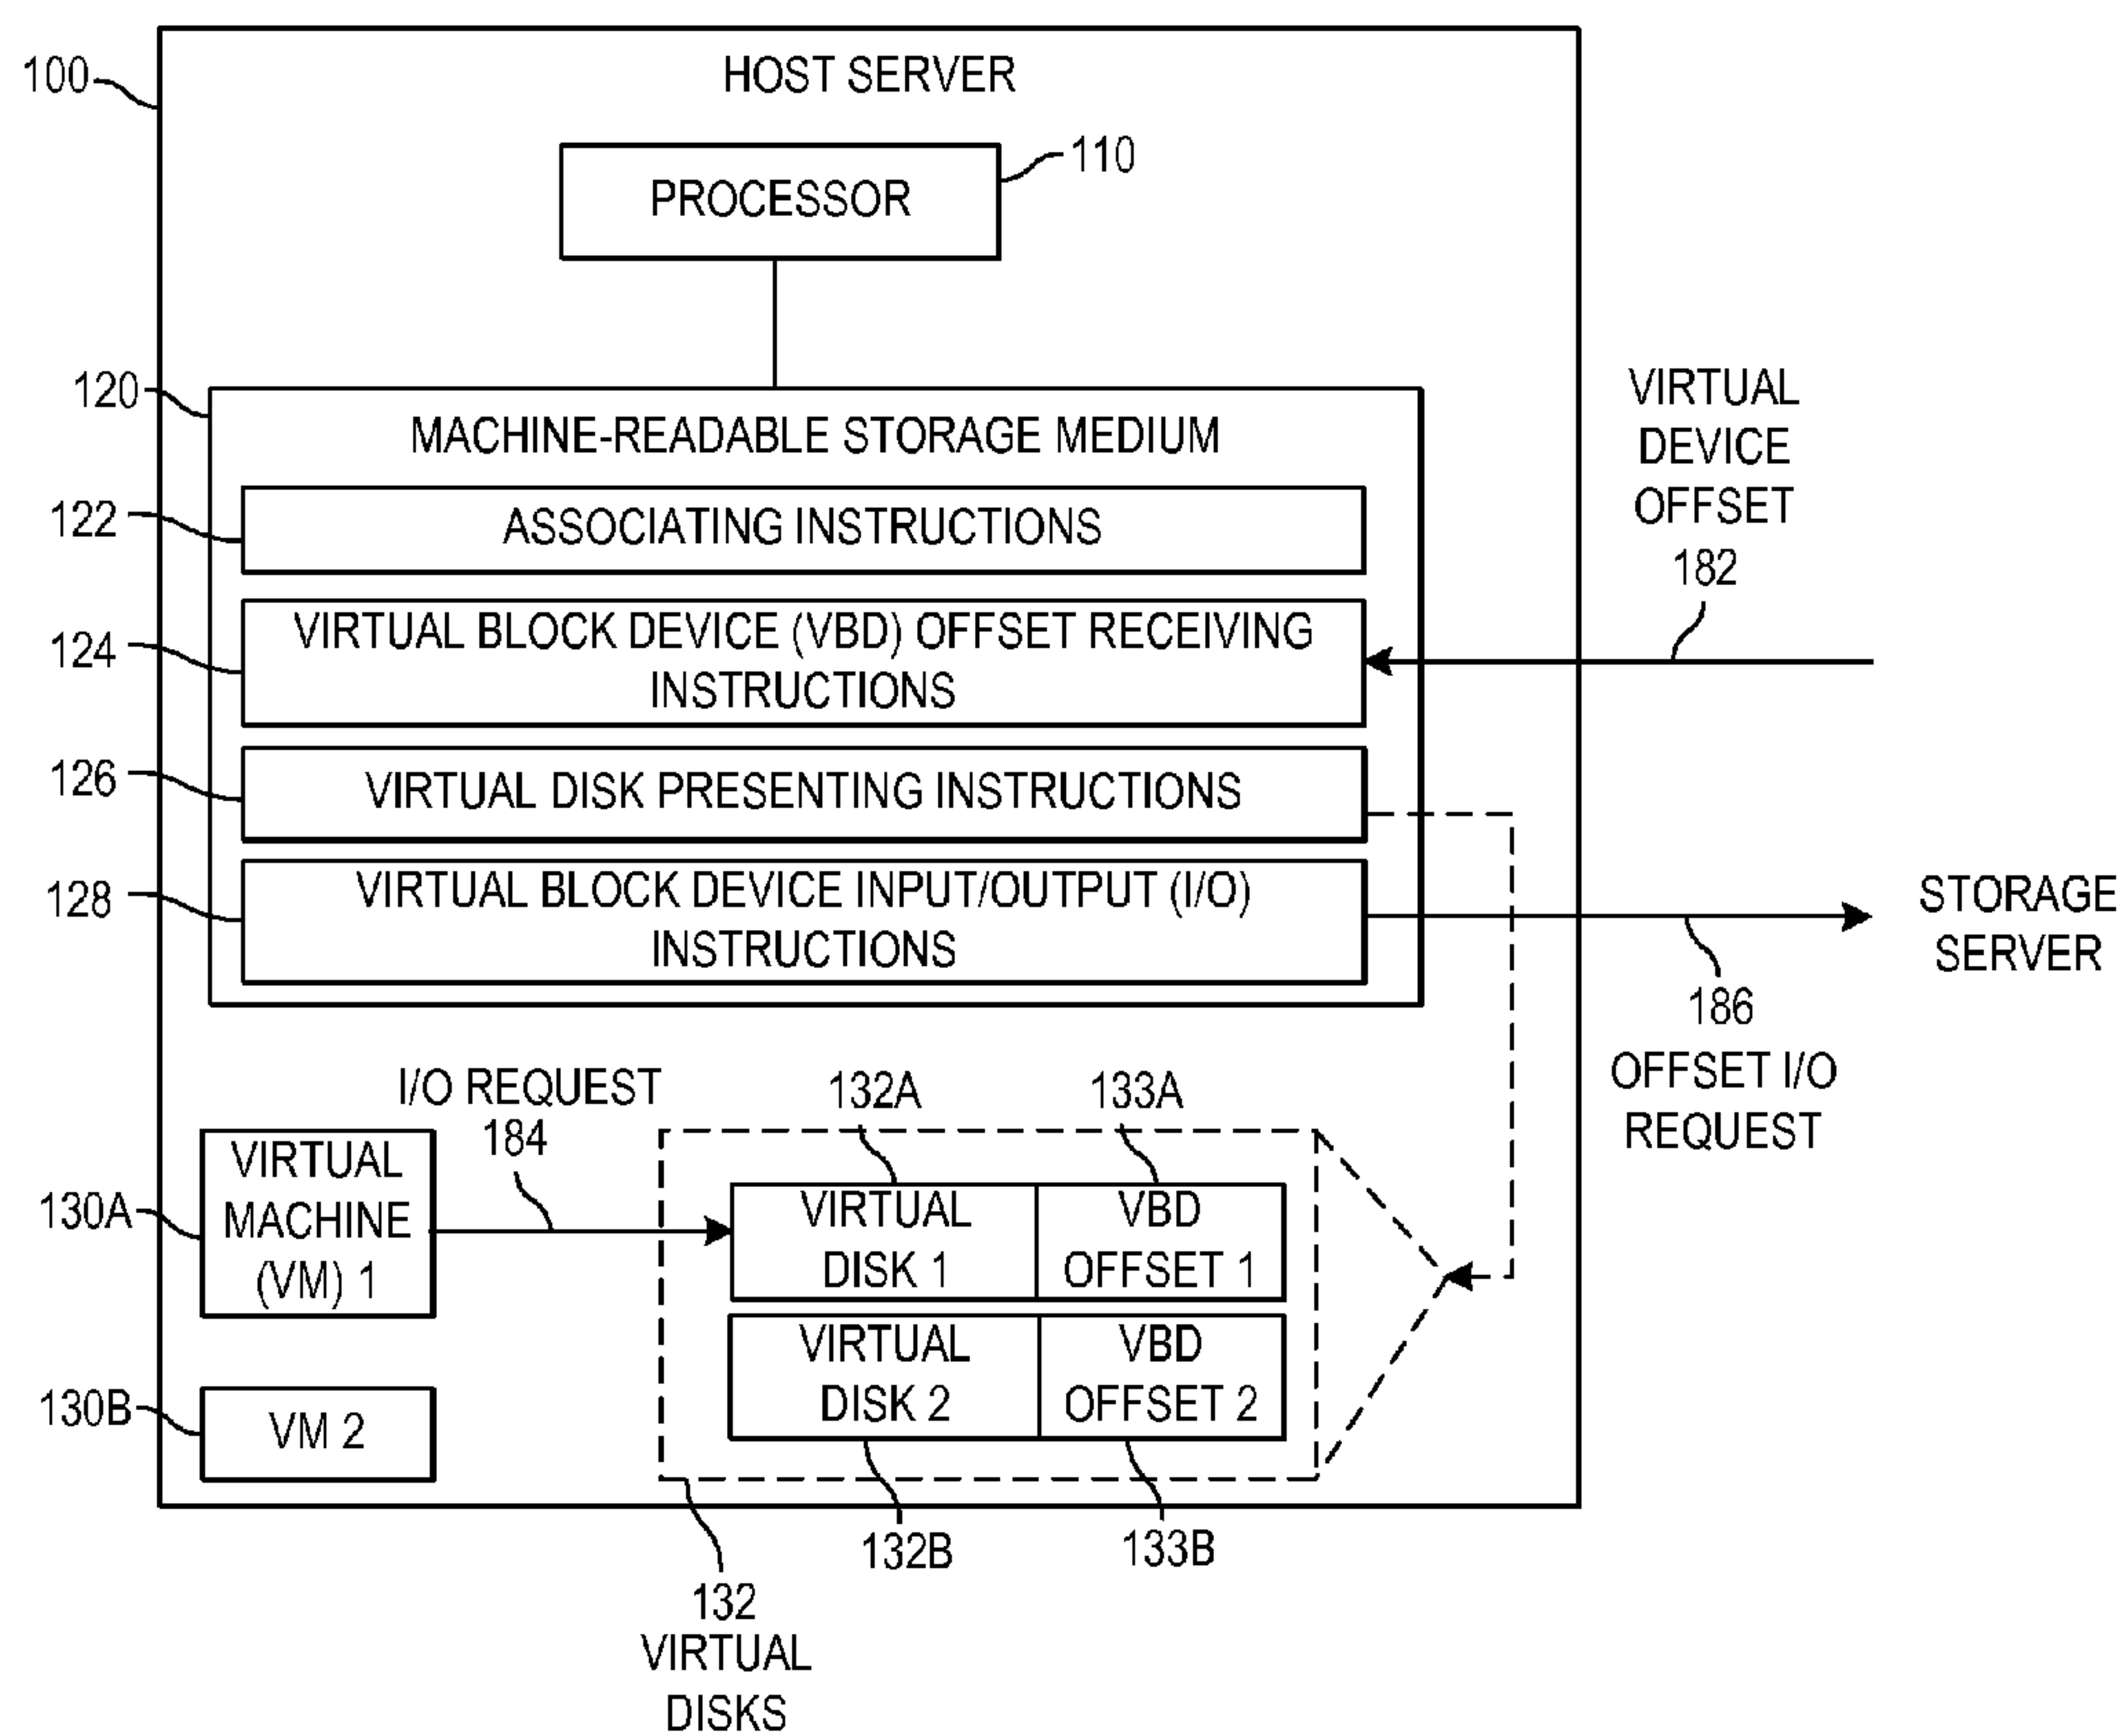 100
HOST SERVER
PROCESSOR
110
120
MACHINE-READABLE STORAGE MEDIUM
122
ASSOCIATING INSTRUCTIONS
124
VIRTUAL BLOCK DEVICE (VBD) OFFSET RECEIVING
INSTRUCTIONS
126
VIRTUAL DISK PRESENTING INSTRUCTIONS
128
VIRTUAL BLOCK DEVICE INPUT/OUTPUT (I/O)
INSTRUCTIONS
VIRTUAL
DEVICE
OFFSET
182
STORAGE
SERVER
186
OFFSET I/O
REQUEST
I/O REQUEST
184
132A
133A
130A
VIRTUAL
MACHINE
(VM) 1
VIRTUAL
DISK 1
VBD
OFFSET 1
VIRTUAL
DISK 2
VBD
OFFSET 2
130B
VM 2
132B
133B
132
VIRTUAL
DISKS